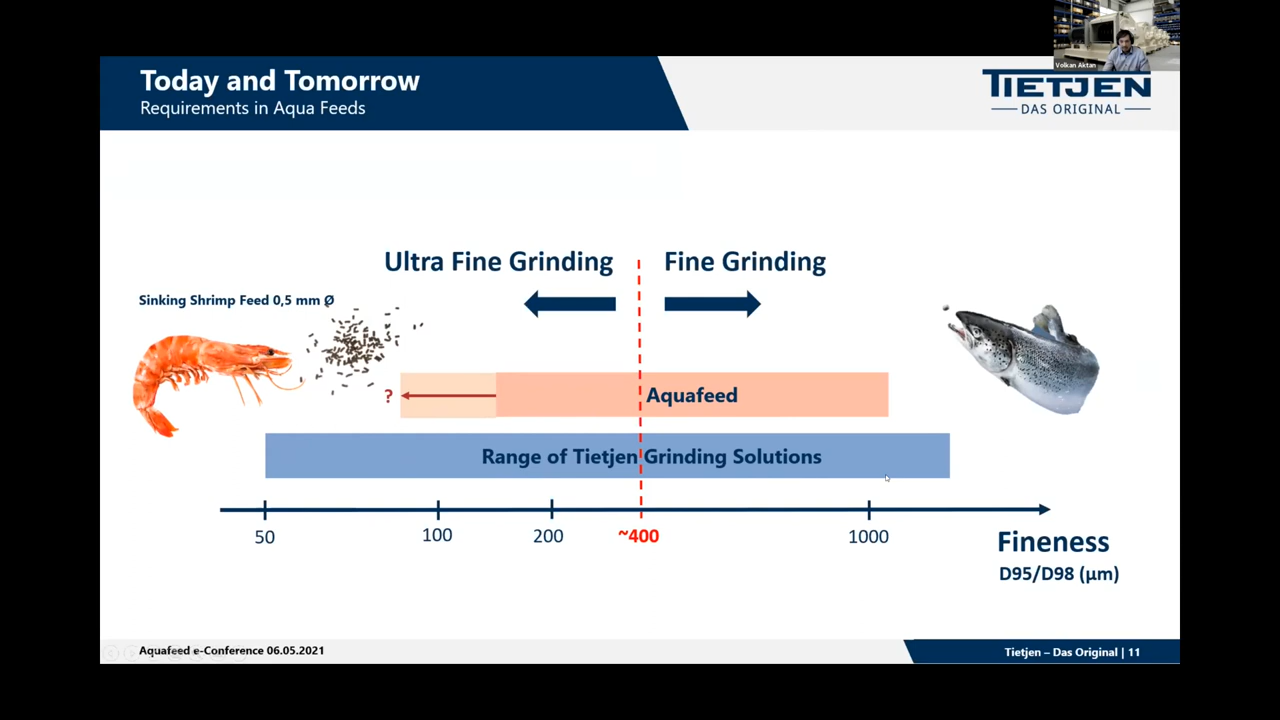 Volkan Aktan
Today and Tomorrow
Requirements in Aqua Feeds
TIETJEN
DAS ORIGINAL
Ultra Fine Grinding
Fine Grinding
Sinking Shrimp Feed 0,5 mm Ø
?
Aquafeed
Range of Tietjen Grinding Solutions
50
100
200
~400
1000
Fineness
D95/D98 (µm)
Aquafeed e-Conference 06.05.2021
Tietjen – Das Original | 11